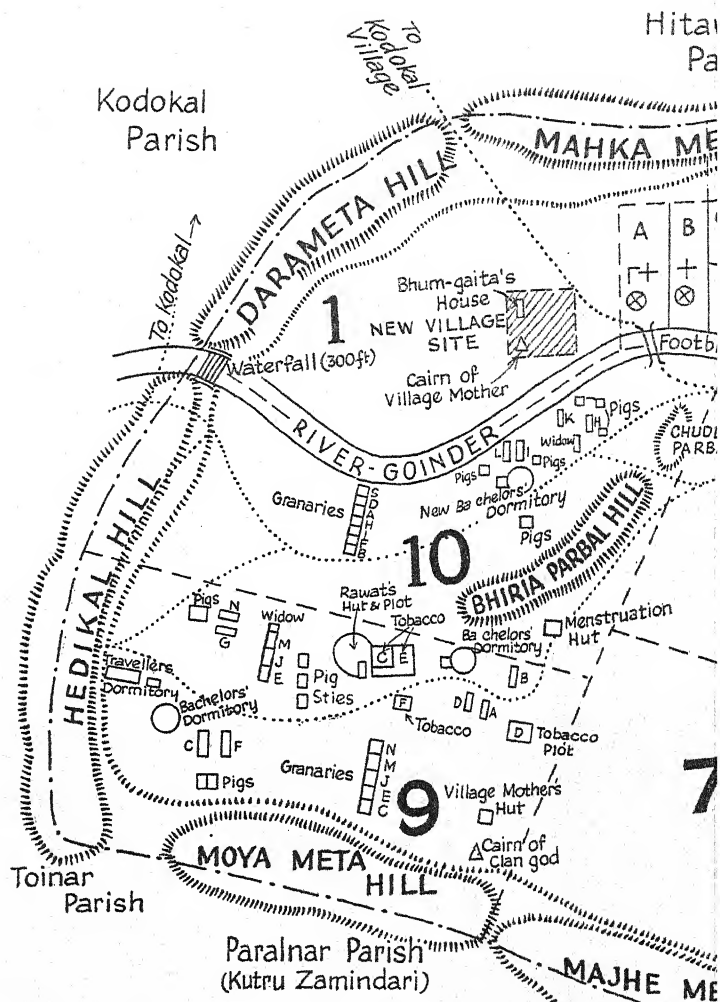 Hita
Pa
To
Kodokal
Village
Kodokal
Parish
MAHKA ME
DARAMETA HILL
To Kodokal→
A
B
Bhum-gaita's
House
1
NEW VILLAGE
SITE
Cairn of
Village Mother
Waterfall (300ft)
Footb
RIVER-GOINDER
Pigs
K
H
Widow
L
I
Pigs
Pigs
CHUD
PARB
Granaries
S
D
A
H
L
F
B
New Bachelors'
Dormitory
Pigs
10
BHIRIA PARBAL HILL
HEDIKAL HILL
Pigs
N
G
Widow
M
J
E
Rawat's
Hut & Plot
Tobacco
C
E
Bachelors'
Dormitory
Menstruation
Hut
Travellers
Dormitory
Pig
Sties
B
Bachelors'
Dormitory
F
Tobacco
D
A
D
Tobacco
Plot
C
F
Pigs
Granaries
N
M
J
E
C
9
Village Mother's
Hut
7
Cairn of
Clan god
MOYA META
HILL
Toinar
Parish
Paralnar Parish
(Kutru Zamindari)
MAJHE ME